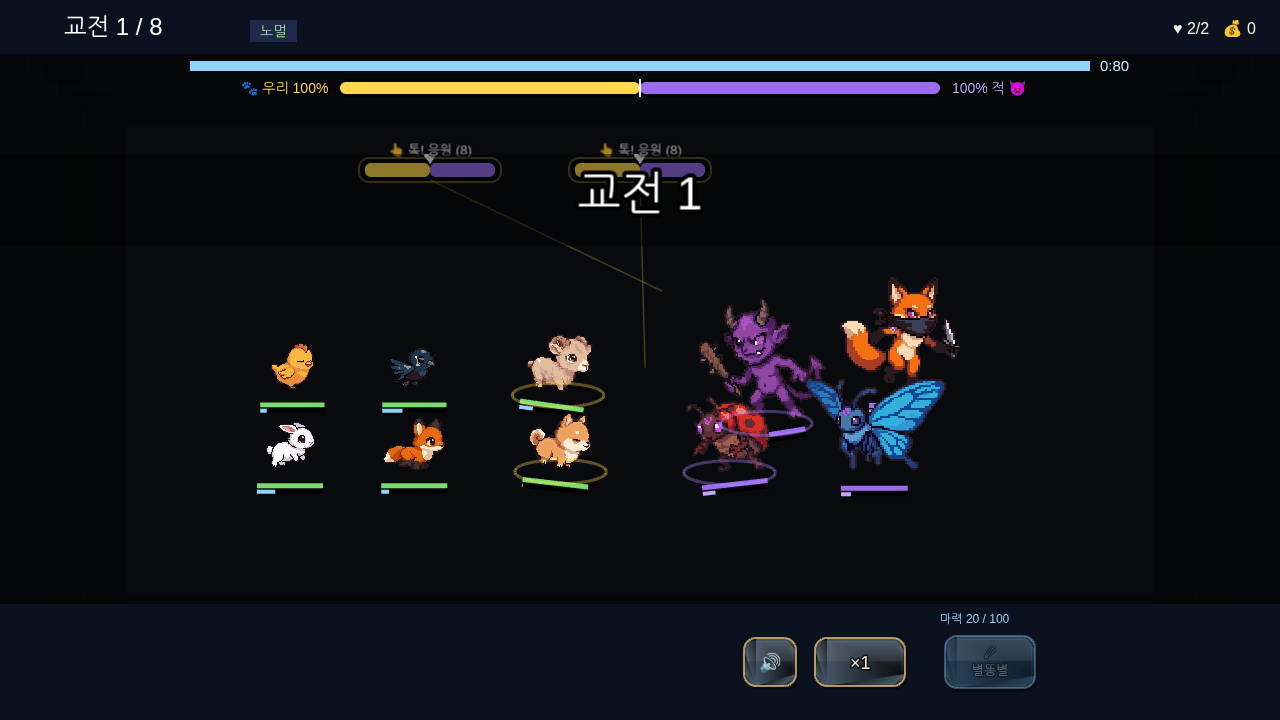 교전 1 / 8
노멀
♥ 2/2 💰 0
0:80
🐾 우리 100%
100% 적 😈
👆 톡! 응원 (8)
👆 톡! 응원 (8)
교전 1
마력 20 / 100
🔊
×1
☄ 별똥별